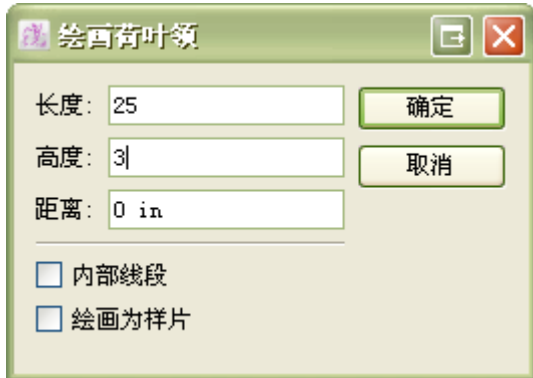 绘画荷叶领
长度: 25 确定
高度: 3 取消
距离: 0 in
内部线段
绘画为样片